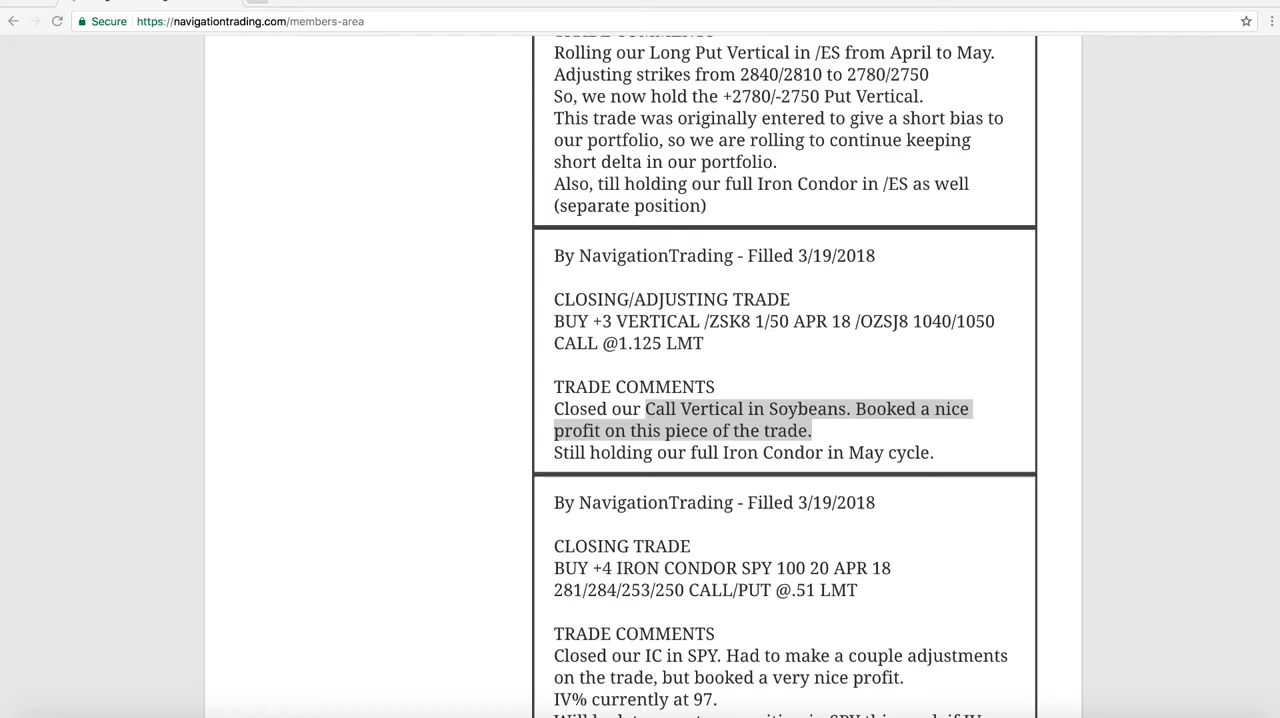 Secure https://navigationtrading.com/members-area
TRADE COMMENTS
Rolling our Long Put Vertical in /ES from April to May.
Adjusting strikes from 2840/2810 to 2780/2750
So, we now hold the +2780/-2750 Put Vertical.
This trade was originally entered to give a short bias to
our portfolio, so we are rolling to continue keeping
short delta in our portfolio.
Also, till holding our full Iron Condor in /ES as well
(separate position)
By NavigationTrading - Filled 3/19/2018
CLOSING/ADJUSTING TRADE
BUY +3 VERTICAL /ZSK8 1/50 APR 18 /OZSJ8 1040/1050
CALL @1.125 LMT
TRADE COMMENTS
Closed our Call Vertical in Soybeans. Booked a nice
profit on this piece of the trade.
Still holding our full Iron Condor in May cycle.
By NavigationTrading - Filled 3/19/2018
CLOSING TRADE
BUY +4 IRON CONDOR SPY 100 20 APR 18
281/284/253/250 CALL/PUT @.51 LMT
TRADE COMMENTS
Closed our IC in SPY. Had to make a couple adjustments
on the trade, but booked a very nice profit.
IV% currently at 97.